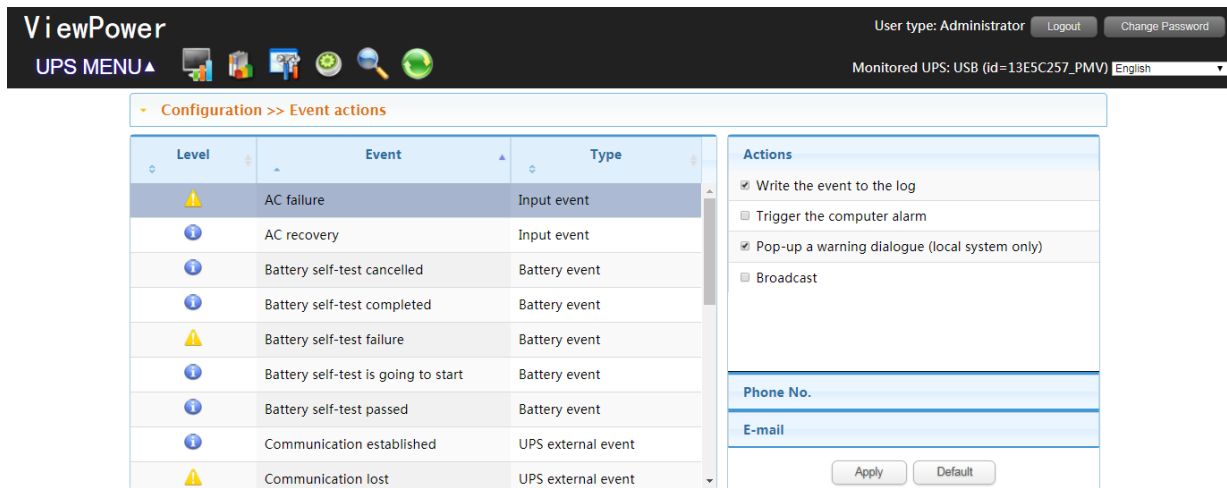 ViewPower
User type: Administrator Logout Change Password
UPS MENU▲
Monitored UPS: USB (id=13E5C257_PMV) English
Configuration >> Event actions
Level Event Type
AC failure Input event
AC recovery Input event
Battery self-test cancelled Battery event
Battery self-test completed Battery event
Battery self-test failure Battery event
Battery self-test is going to start Battery event
Battery self-test passed Battery event
Communication established UPS external event
Communication lost UPS external event
Actions
Write the event to the log
Trigger the computer alarm
Pop-up a warning dialogue (local system only)
Broadcast
Phone No.
E-mail
Apply Default